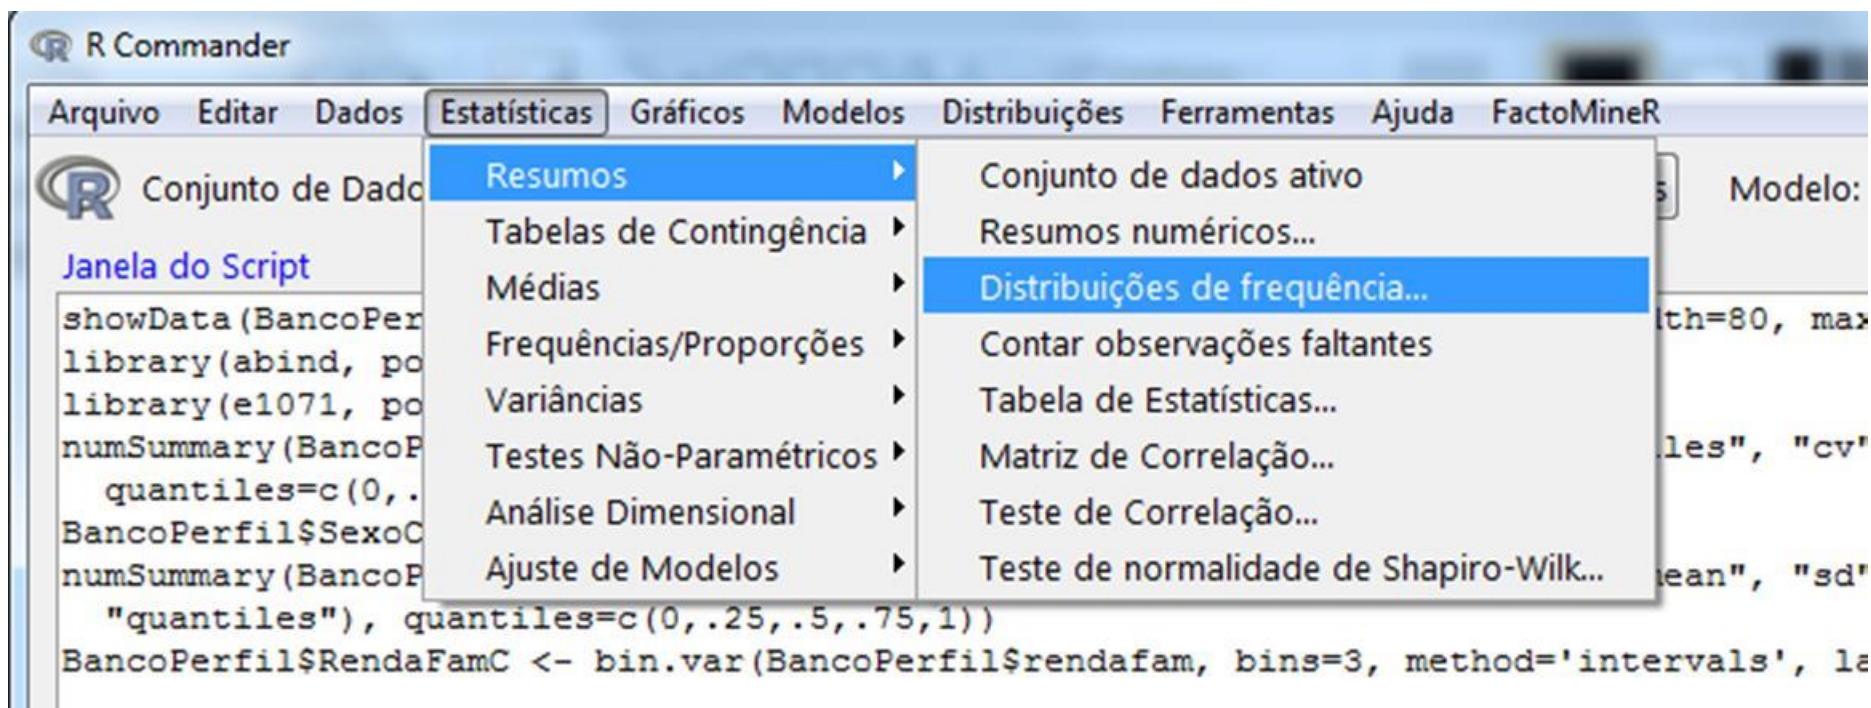 R Commander
Arquivo Editar Dados Estatísticas Gráficos Modelos Distribuições Ferramentas Ajuda FactoMineR
Conjunto de Dado
Modelo:
Resumos
Tabelas de Contingência
Médias
Frequências/Proporções
Variâncias
Testes Não-Paramétricos
Análise Dimensional
Ajuste de Modelos
Conjunto de dados ativo
Resumos numéricos...
Distribuições de frequência...
Contar observações faltantes
Tabela de Estatísticas...
Matriz de Correlação...
Teste de Correlação...
Teste de normalidade de Shapiro-Wilk...
Janela do Script
showData(BancoPer th=80, max
library(abind, po
library(e1071, po
numSummary(BancoP les", "cv"
quantiles=c(0,.
BancoPerfil$SexoC
numSummary(BancoP ean", "sd"
"quantiles"), quantiles=c(0,.25,.5,.75,1))
BancoPerfil$RendaFamC <- bin.var(BancoPerfil$rendafam, bins=3, method='intervals', la